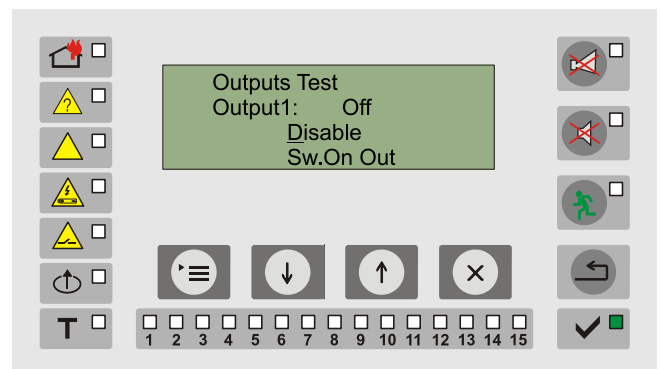 Outputs Test
Output1: Off
Disable
Sw.On Out
?
T
1 2 3 4 5 6 7 8 9 10 11 12 13 14 15